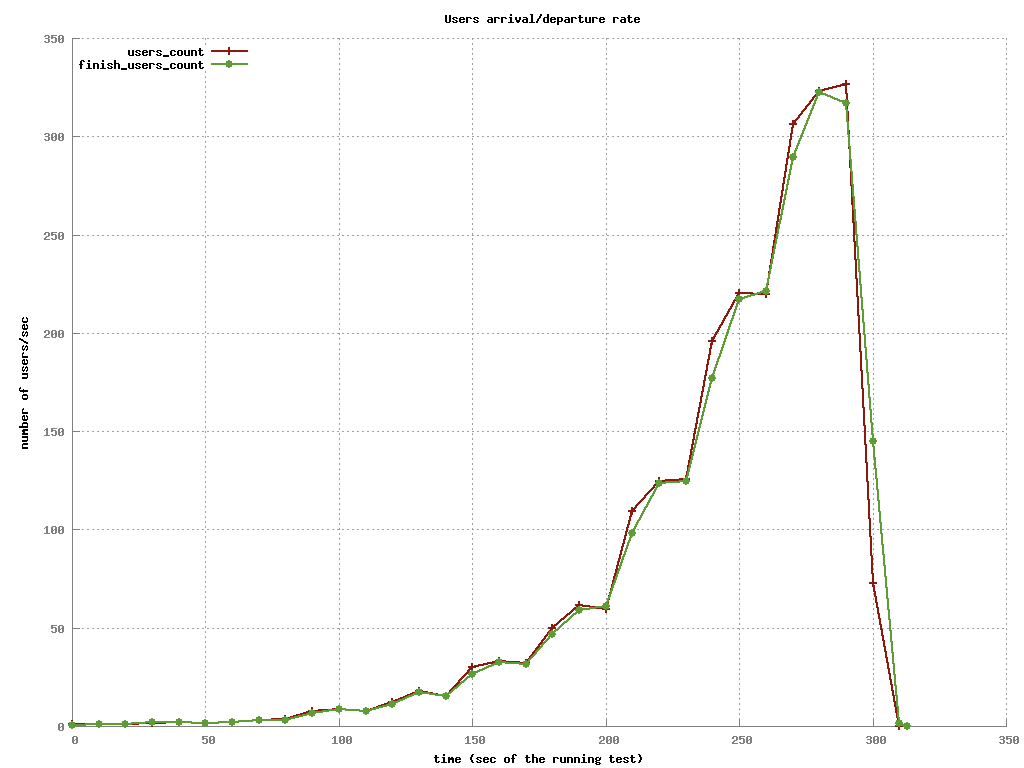 Users arrival/departure rate
350
users_count
finish_users_count
300
250
200
150
100
50
0
number of users/sec
0 50 100 150 200 250 300 350
time (sec of the running test)